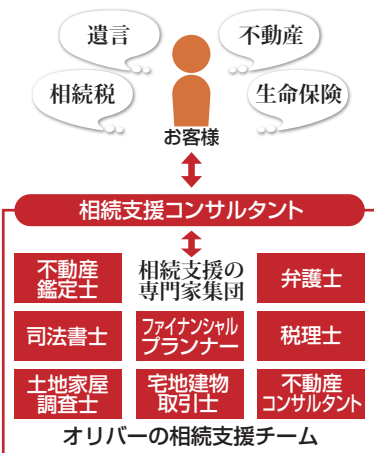 遺言
不動産
相続税
生命保険
お客様
相続支援コンサルタント
不動産
鑑定士
相続支援の
専門家集団
弁護士
司法書士
ファイナンシャル
プランナー
税理士
土地家屋
調査士
宅地建物
取引士
不動産
コンサルタント
オリバーの相続支援チーム